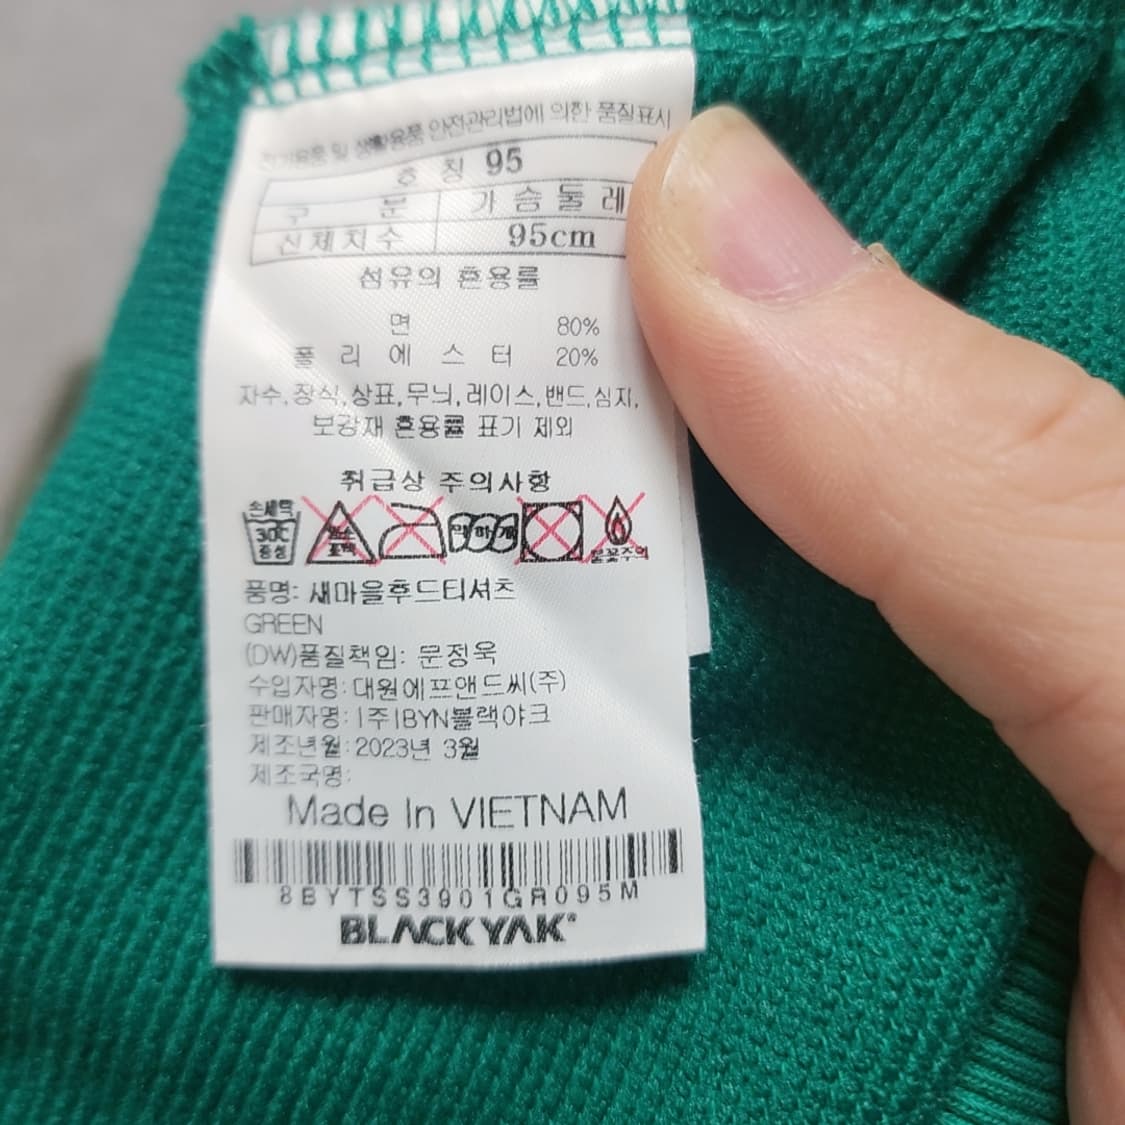 전기용품 및 생활용품 안전관리법에 의한 품질표시
호 칭 95
구 분 가 슴 둘 레
신체치수 95cm
섬유의 혼용률
면 80%
폴 리 에 스 터 20%
자수,장식,상표,무늬,레이스,밴드,심지,
보강재 혼용률 표기 제외
취급상 주의사항
손세탁 30℃ 중성 염소 표백 약하게 불꽃주의
품명: 새마을후드티셔츠
GREEN
(DW)품질책임: 문정욱
수입자명: 대원에프앤드씨(주)
판매자명: |주|BYN블랙야크
제조년월: 2023년 3월
제조국명:
Made In VIETNAM
8BYTSS3901GR095M
BLACKYAK